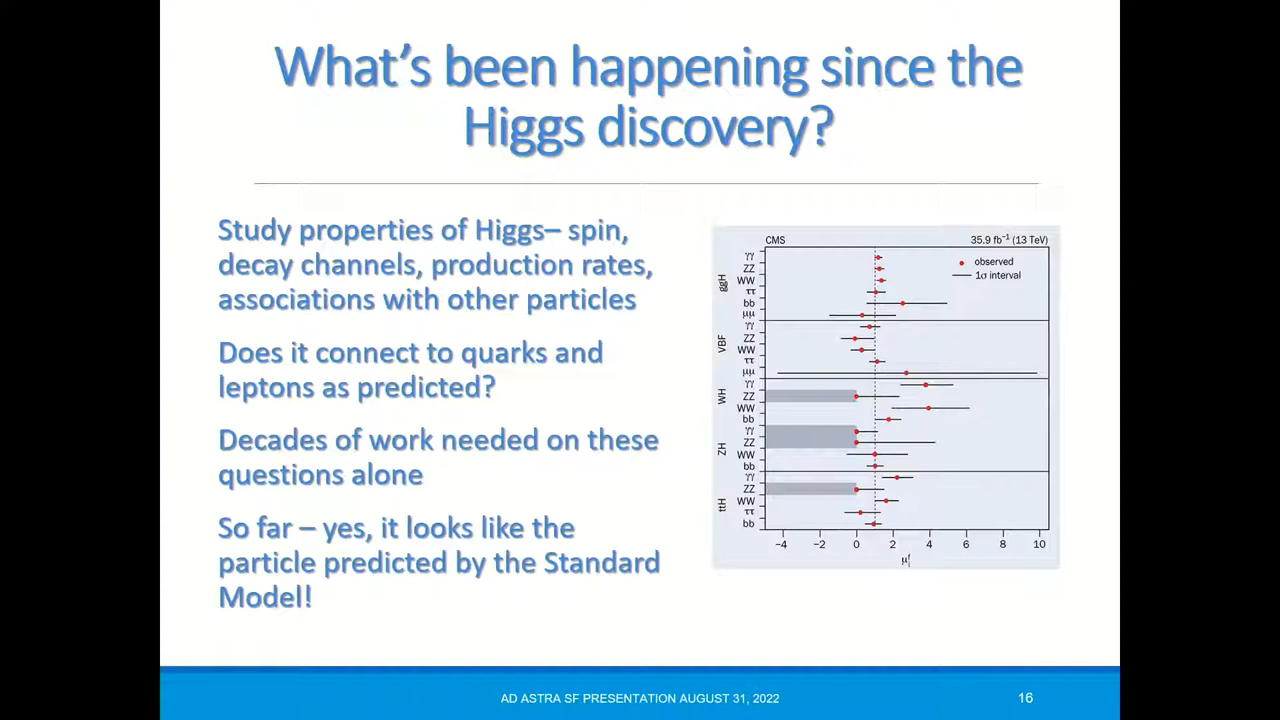 What's been happening since the
Higgs discovery?
Study properties of Higgs– spin,
decay channels, production rates,
associations with other particles
Does it connect to quarks and
leptons as predicted?
Decades of work needed on these
questions alone
So far – yes, it looks like the
particle predicted by the Standard
Model!
CMS 35.9 fb⁻¹ (13 TeV)
observed
1σ interval
ggH
γγ
ZZ
WW
ττ
bb
μμ
VBF
γγ
ZZ
WW
ττ
μμ
WH
γγ
ZZ
WW
bb
ZH
γγ
ZZ
WW
bb
ttH
γγ
ZZ
WW
ττ
bb
−4 −2 0 2 4 6 8 10
μᵢᶠ
AD ASTRA SF PRESENTATION AUGUST 31, 2022 16